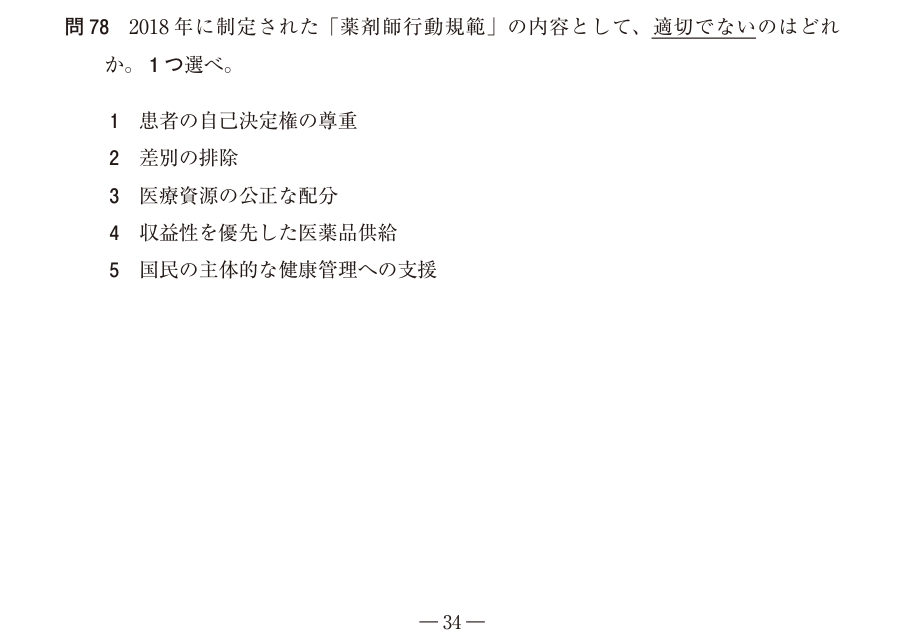 問78 2018年に制定された「薬剤師行動規範」の内容として、適切でないのはどれ
か。1つ選べ。
1 患者の自己決定権の尊重
2 差別の排除
3 医療資源の公正な配分
4 収益性を優先した医薬品供給
5 国民の主体的な健康管理への支援
― 34 ―